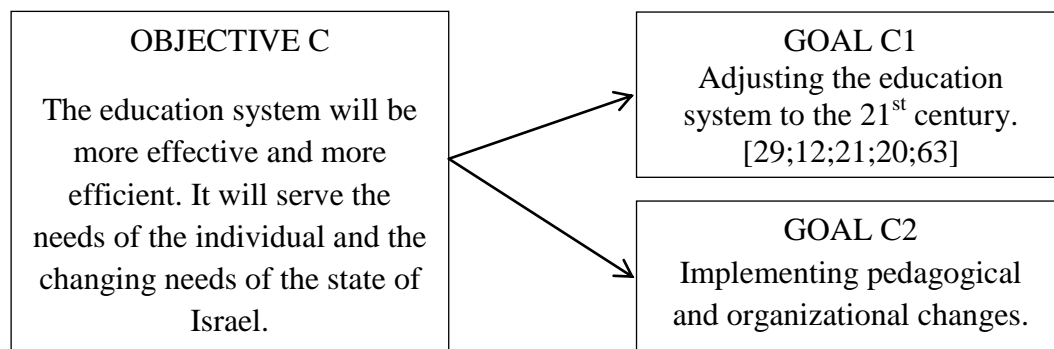 OBJECTIVE C
The education system will be
more effective and more
efficient. It will serve the
needs of the individual and the
changing needs of the state of
Israel.
GOAL C1
Adjusting the education
system to the 21st century.
[29;12;21;20;63]
GOAL C2
Implementing pedagogical
and organizational changes.